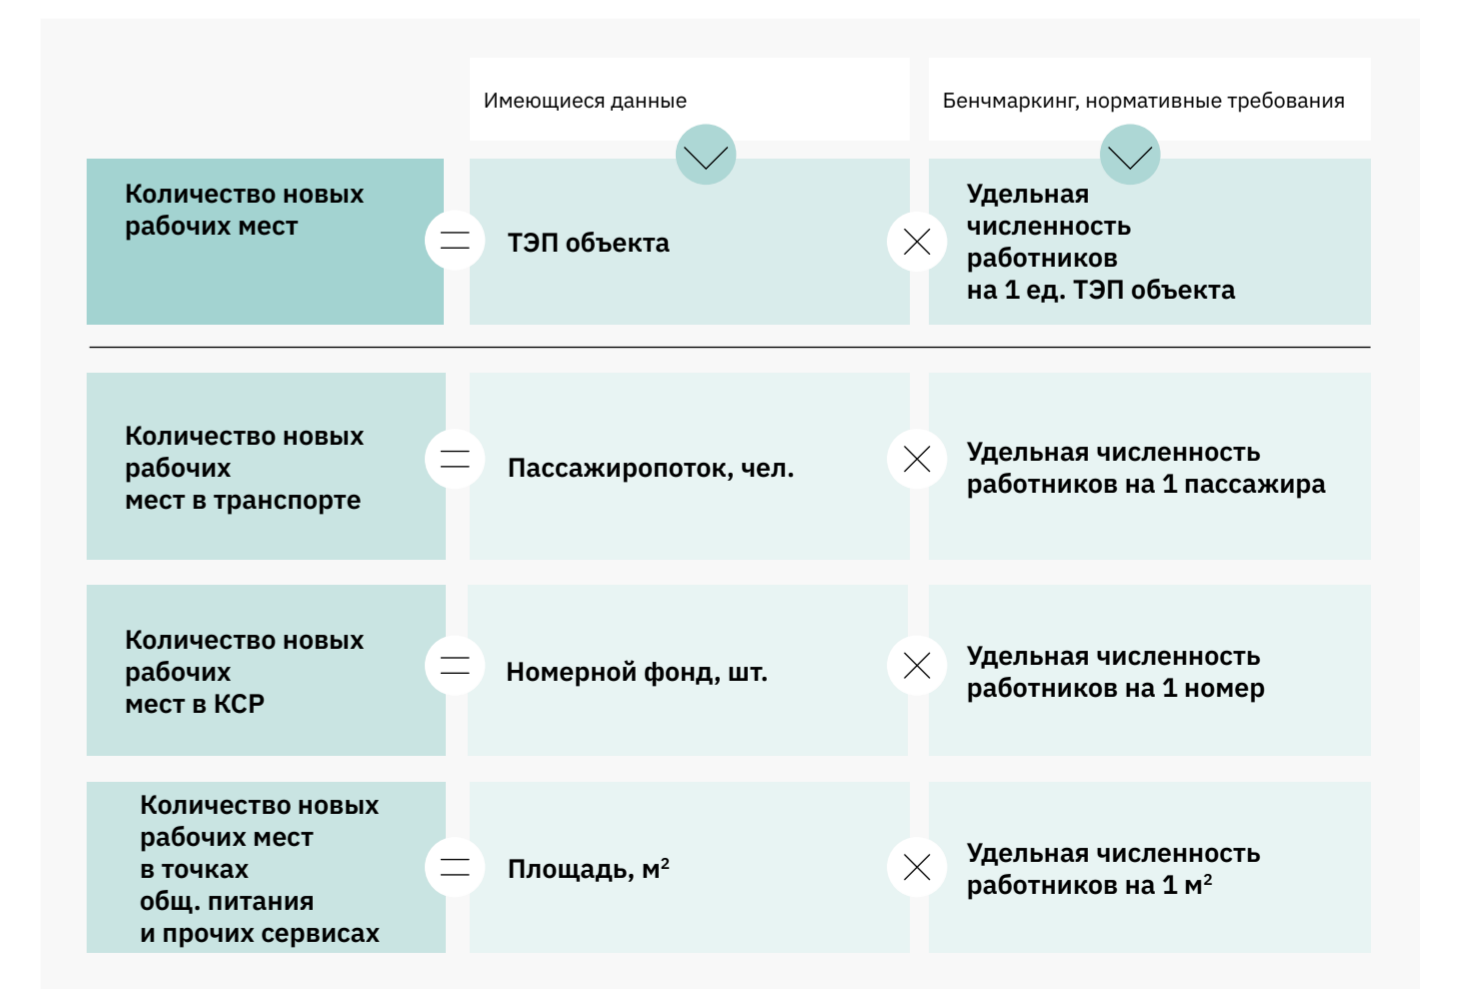 Имеющиеся данные
Бенчмаркинг, нормативные требования
Количество новых
рабочих мест
=
ТЭП объекта
×
Удельная
численность
работников
на 1 ед. ТЭП объекта
Количество новых
рабочих
мест в транспорте
=
Пассажиропоток, чел.
×
Удельная численность
работников на 1 пассажира
Количество новых
рабочих
мест в КСР
=
Номерной фонд, шт.
×
Удельная численность
работников на 1 номер
Количество новых
рабочих мест
в точках
общ. питания
и прочих сервисах
=
Площадь, м²
×
Удельная численность
работников на 1 м²